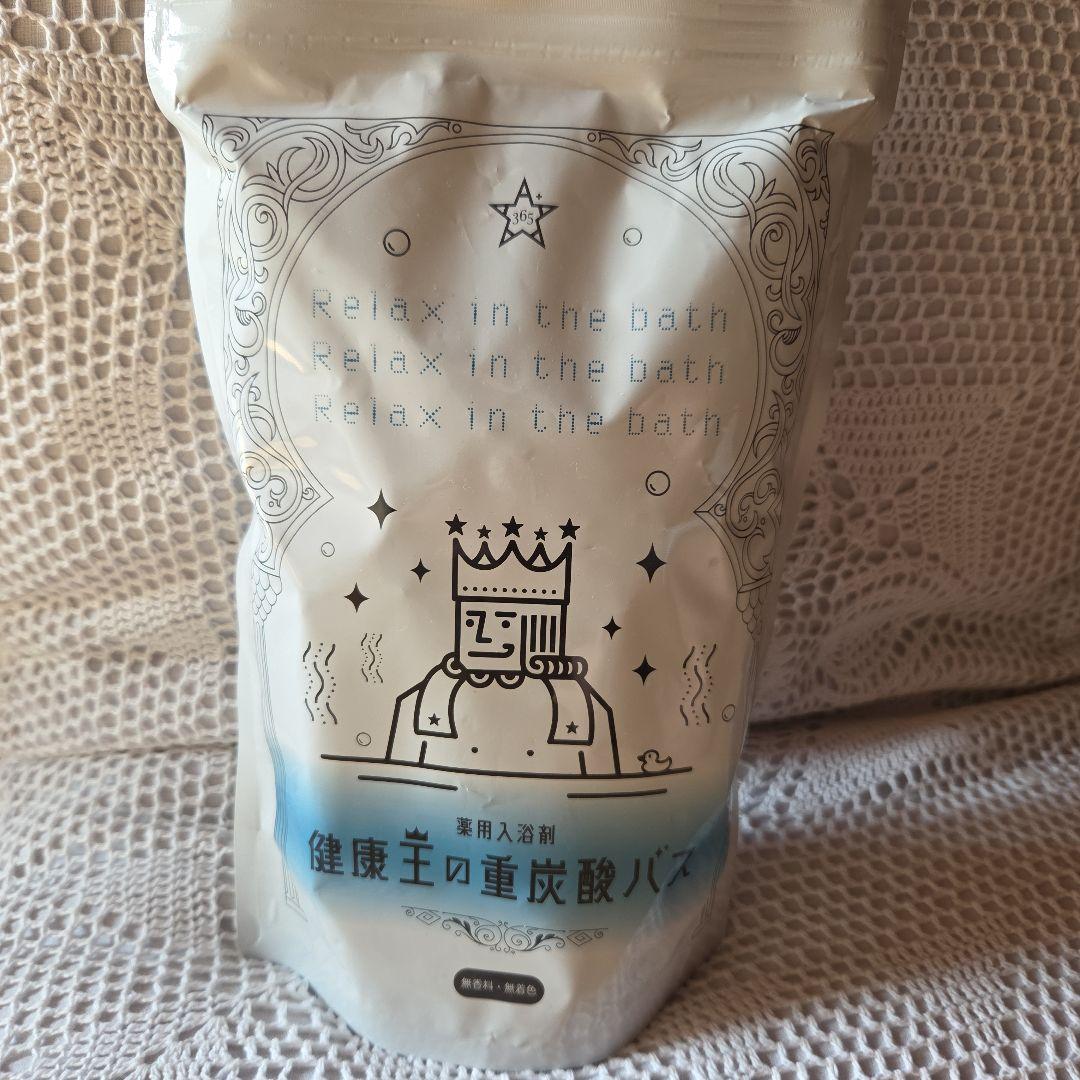 A+
365
Relax in the bath
Relax in the bath
Relax in the bath
薬用入浴剤
健康王の重炭酸バス
無香料・無着色